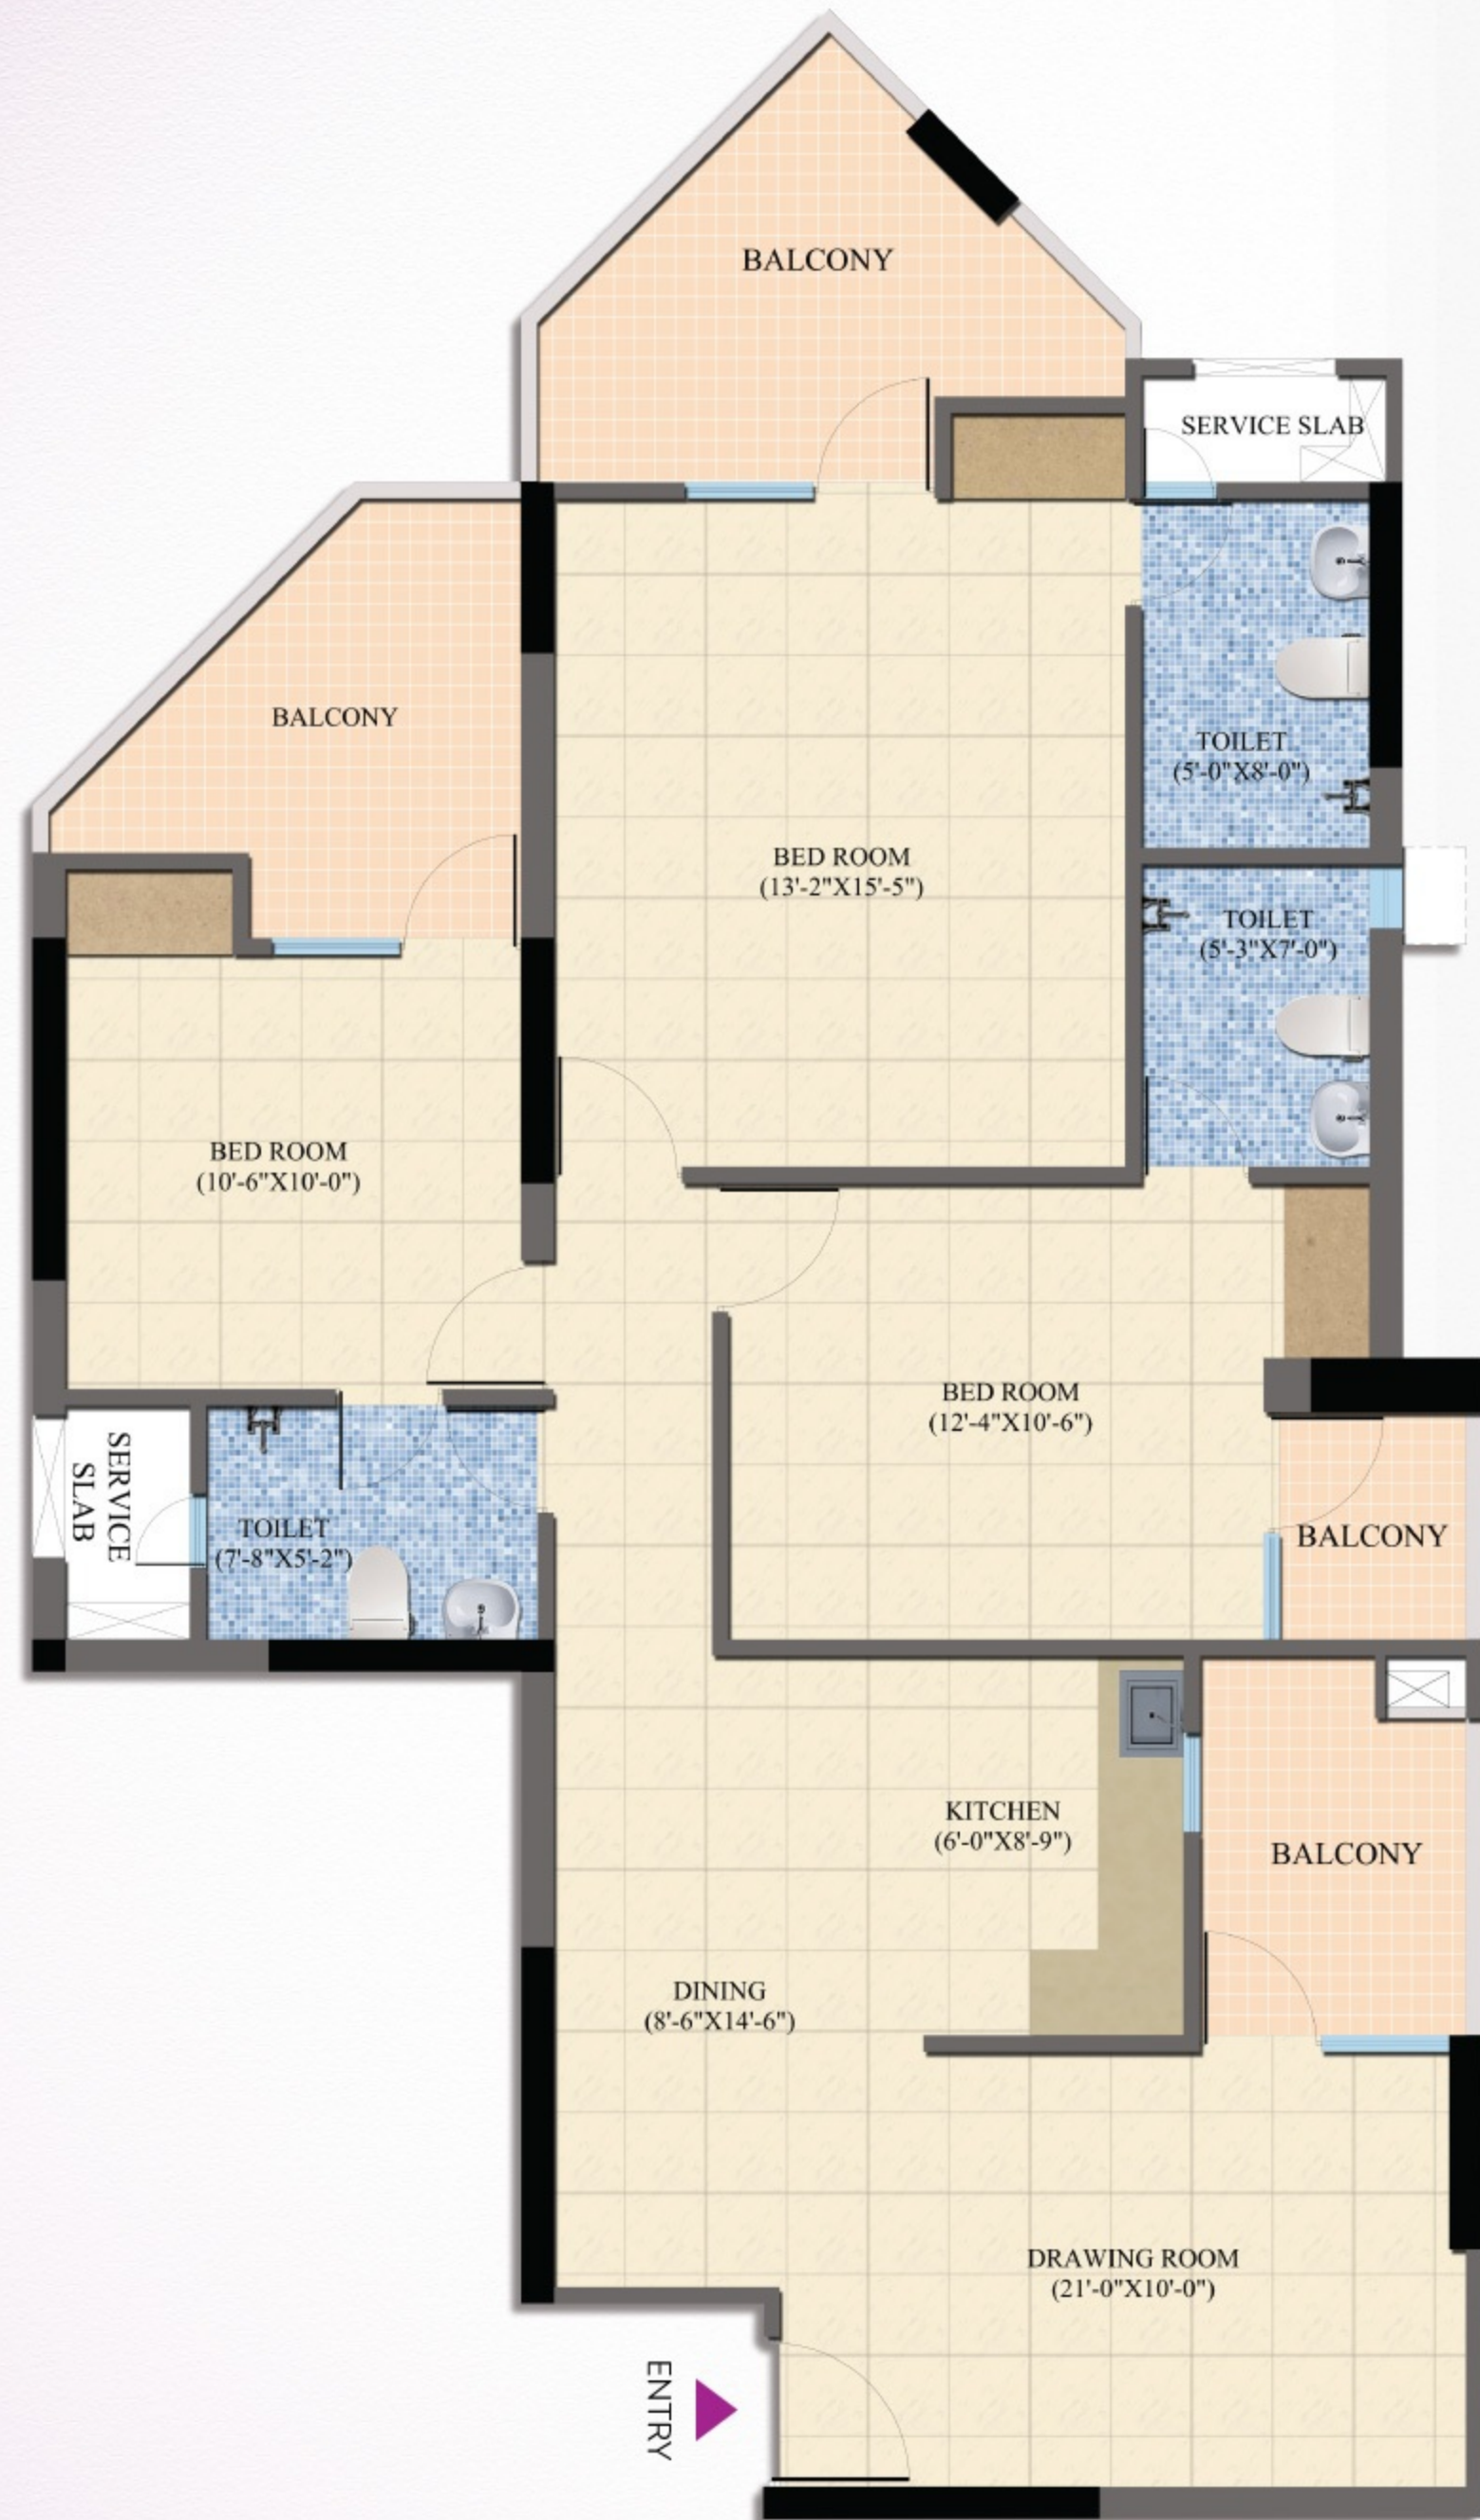 BALCONY
SERVICE SLAB
BALCONY
TOILET
(5'-0"X8'-0")
BED ROOM
(13'-2"X15'-5")
TOILET
(5'-3"X7'-0")
BED ROOM
(10'-6"X10'-0")
BED ROOM
(12'-4"X10'-6")
SERVICE
SLAB
TOILET
(7'-8"X5'-2")
BALCONY
KITCHEN
(6'-0"X8'-9")
BALCONY
DINING
(8'-6"X14'-6")
DRAWING ROOM
(21'-0"X10'-0")
ENTRY